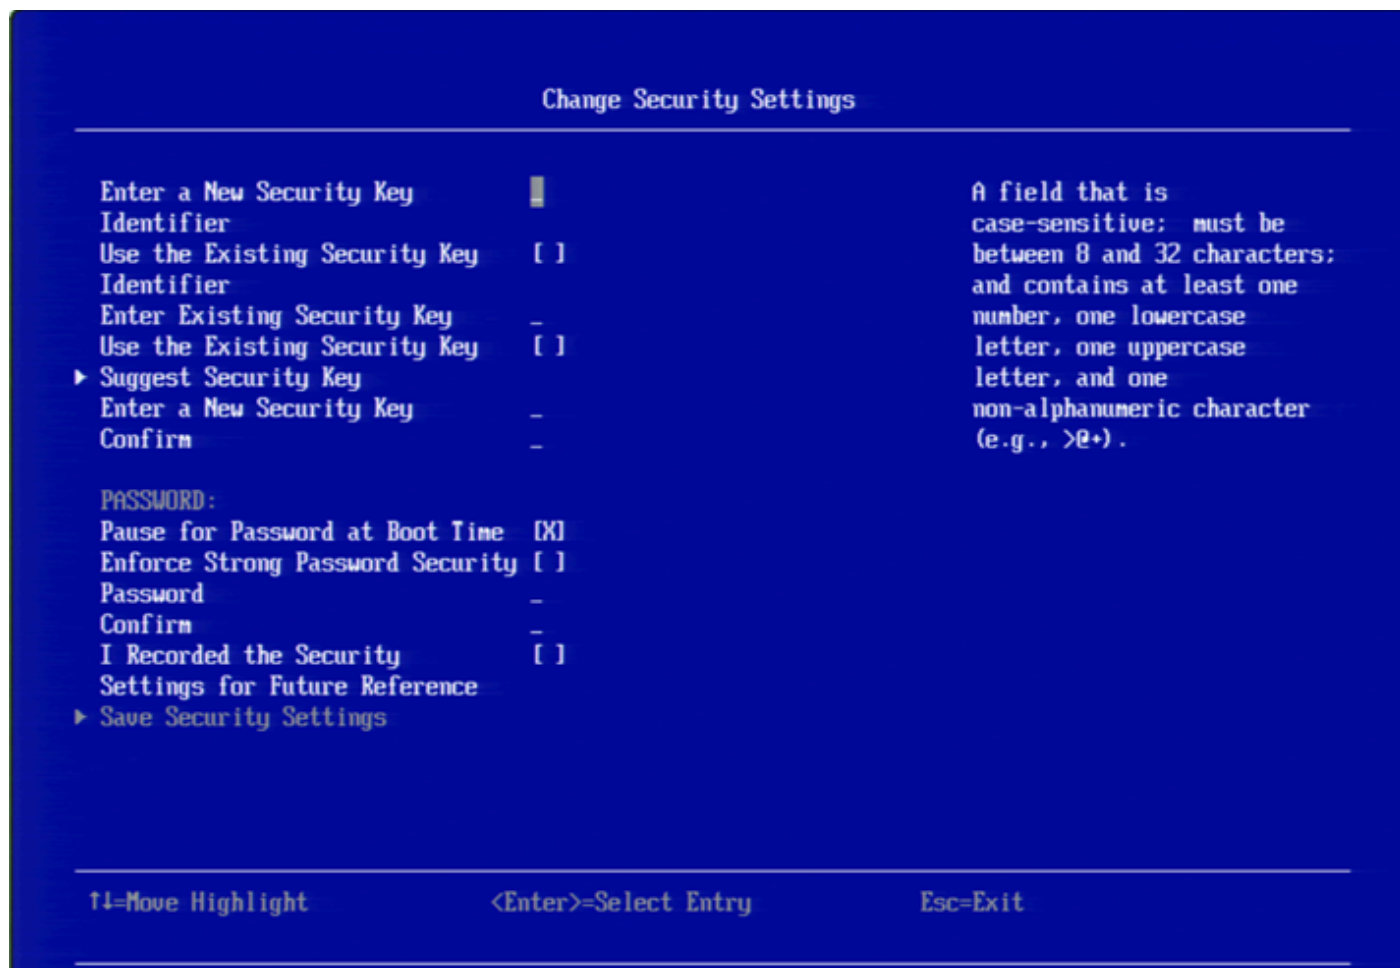 Change Security Settings
Enter a New Security Key _
Identifier
Use the Existing Security Key [ ]
Identifier
Enter Existing Security Key _
Use the Existing Security Key [ ]
► Suggest Security Key
Enter a New Security Key _
Confirm _
PASSWORD:
Pause for Password at Boot Time [X]
Enforce Strong Password Security [ ]
Password _
Confirm _
I Recorded the Security [ ]
Settings for Future Reference
► Save Security Settings
A field that is
case-sensitive; must be
between 8 and 32 characters;
and contains at least one
number, one lowercase
letter, one uppercase
letter, and one
non-alphanumeric character
(e.g., >@+).
↑↓=Move Highlight <Enter>=Select Entry Esc=Exit